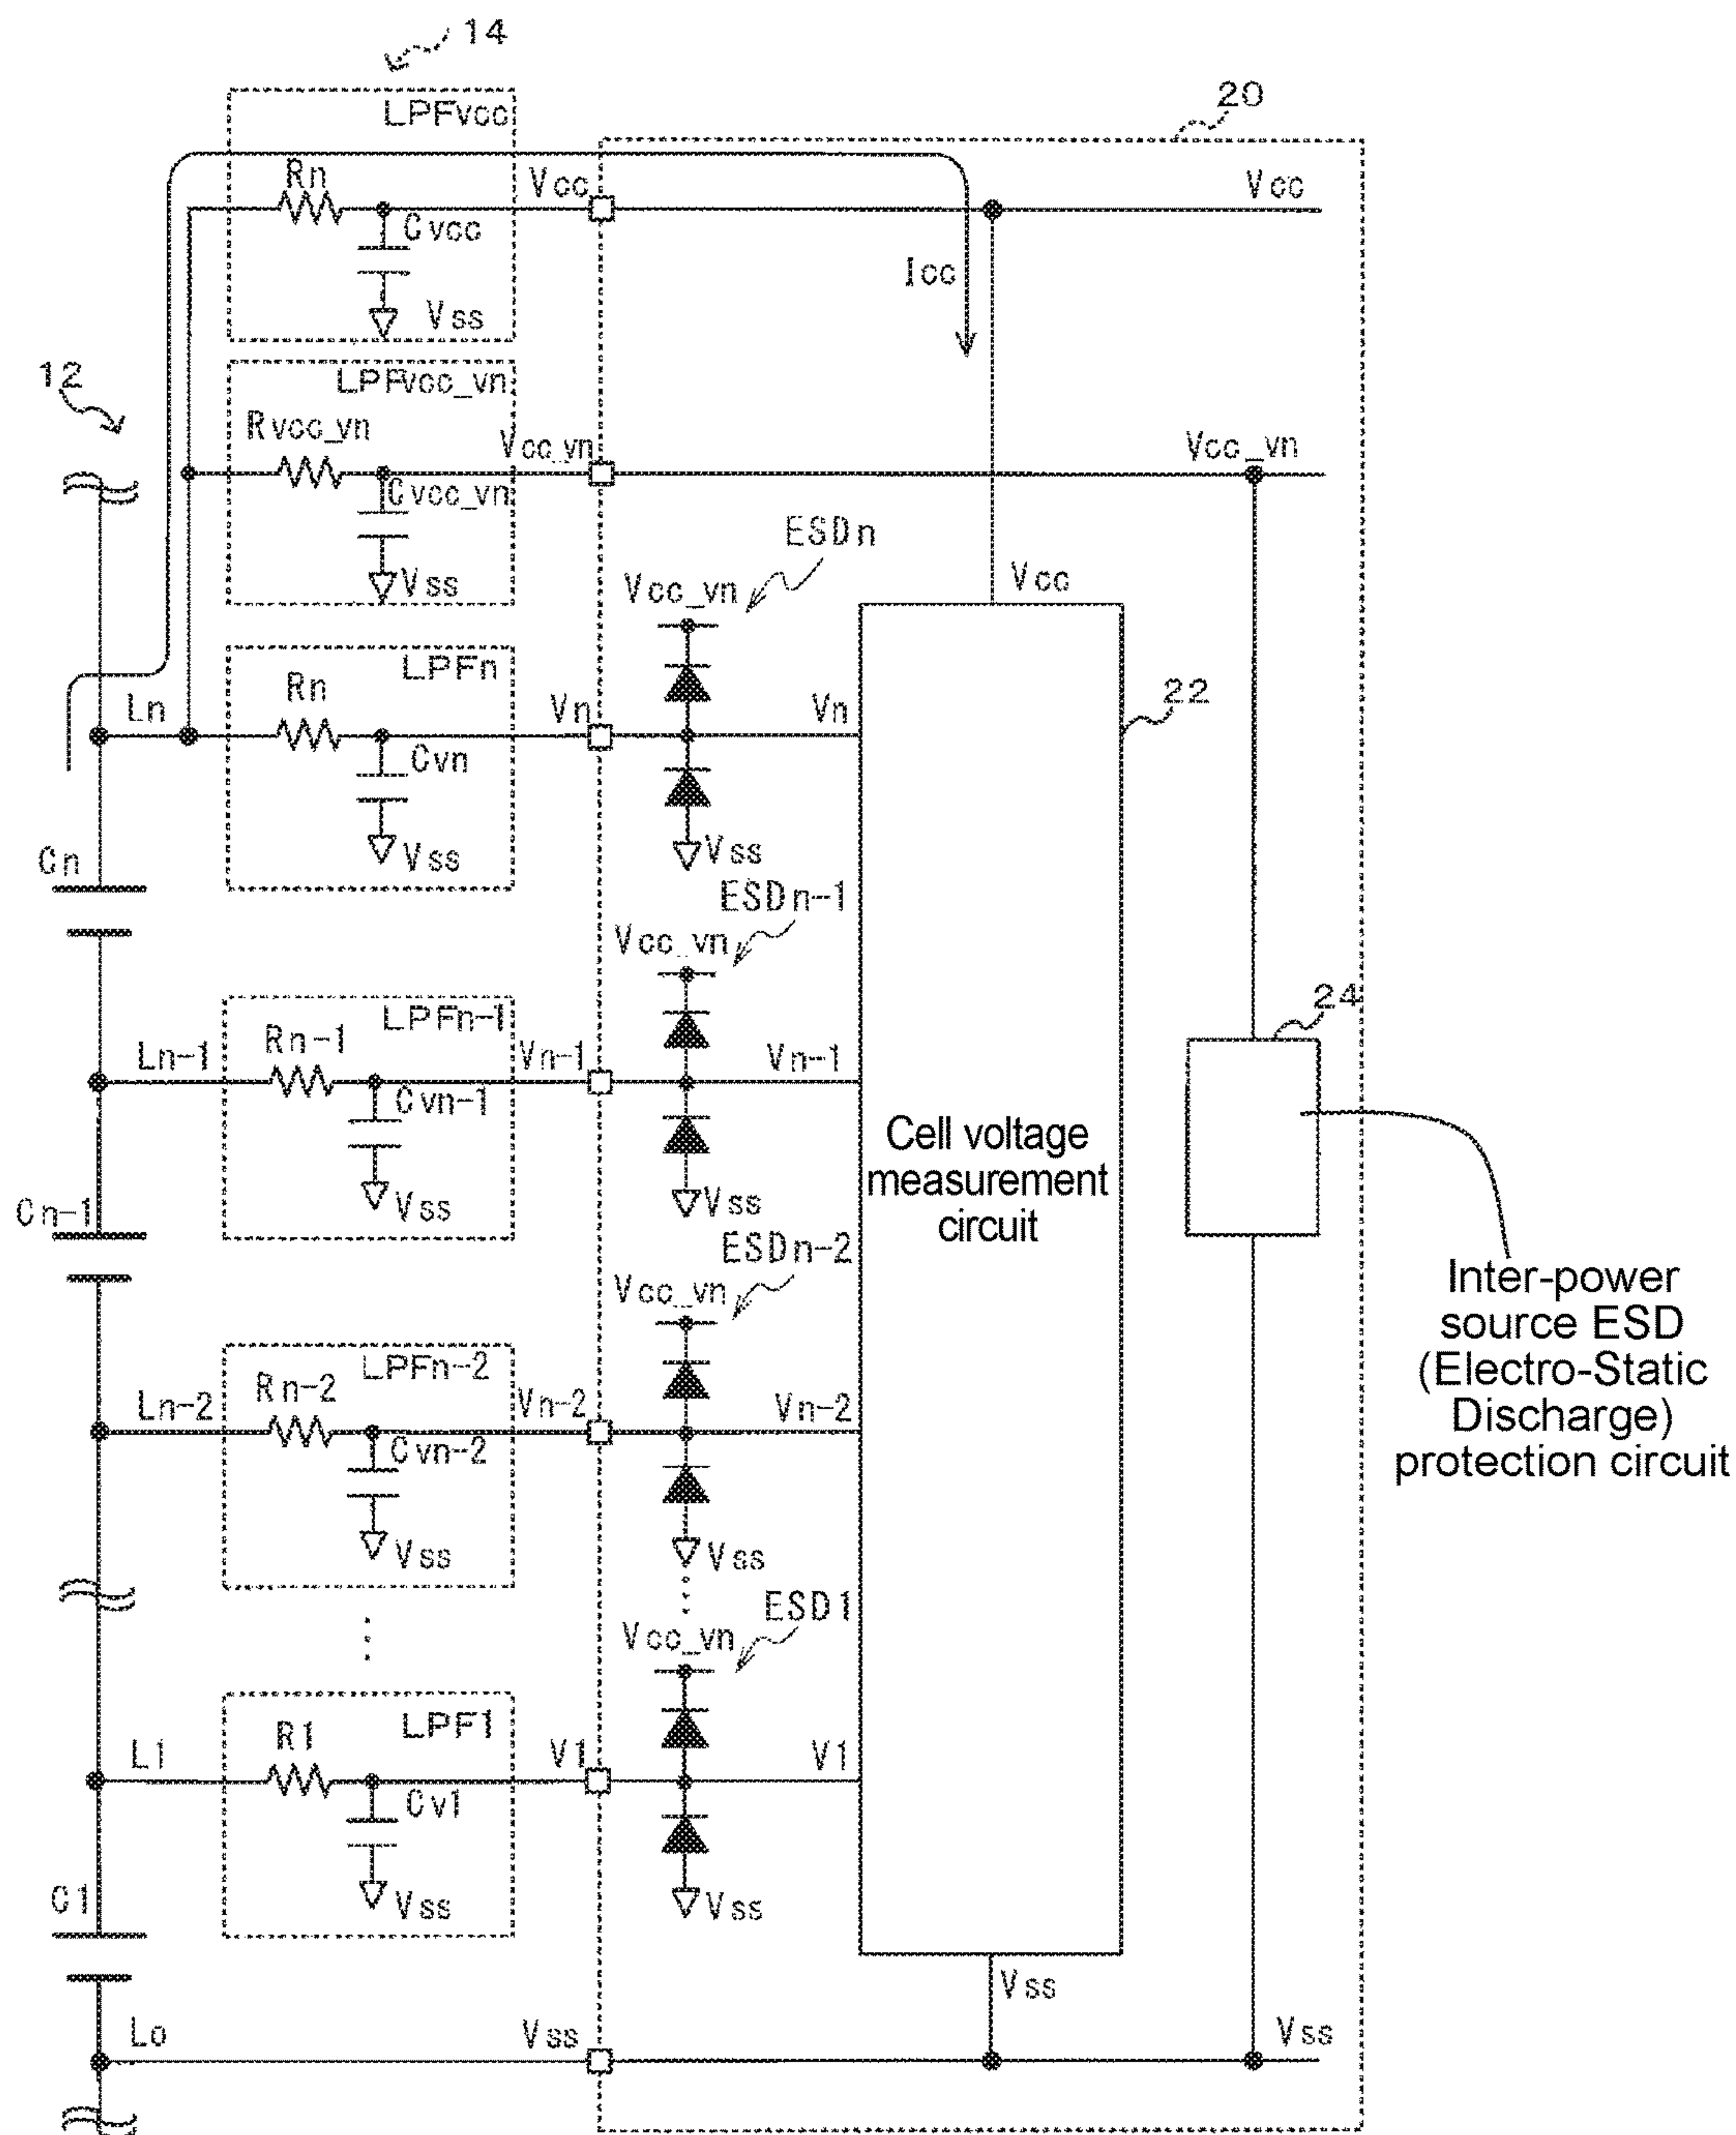 14
LPFvcc
20
Rn
Vcc
Vcc
Cvcc
Icc
Vss
12
LPFvcc_vn
Rvcc_vn
Vcc_vn
Vcc_vn
Cvcc_vn
ESDn
Vss
Vcc_vn
Vcc
LPFn
22
Ln
Rn
Vn
Vn
Cvn
Cn
Vss
Vss
ESDn-1
Vcc_vn
24
LPFn-1
Ln-1
Rn-1
Vn-1
Vn-1
Cvn-1
Cell voltage
measurement
circuit
Cn-1
Vss
Vss
ESDn-2
Vcc_vn
Inter-power
source ESD
(Electro-Static
Discharge)
protection circuit
LPFn-2
Ln-2
Rn-2
Vn-2
Vn-2
Cvn-2
Vss
Vss
ESD1
Vcc_vn
LPF1
L1
R1
V1
V1
Cv1
C1
Vss
Vss
Vss
Lo
Vss
Vss